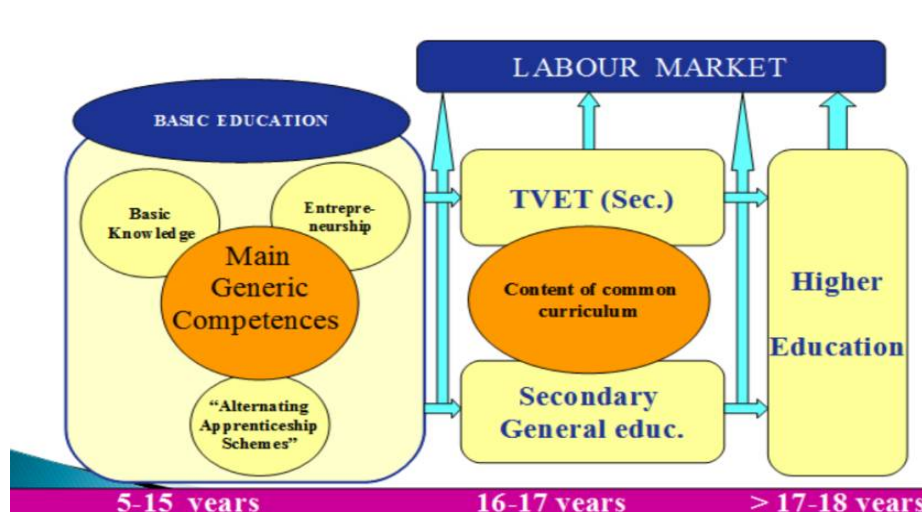 LABOUR MARKET
BASIC EDUCATION
Basic
Knowledge
Entrepre-
neurship
Main
Generic
Competences
“Alternating
Apprenticeship
Schemes”
TVET (Sec.)
Content of common
curriculum
Secondary
General educ.
Higher
Education
5-15 years
16-17 years
> 17-18 years